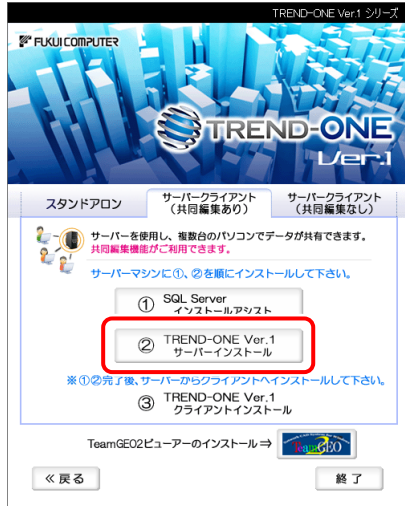 TREND-ONE Ver.1 シリーズ
FUKUI COMPUTER
TREND-ONE
Ver.1
スタンドアロン
サーバークライアント
（共同編集あり）
サーバークライアント
（共同編集なし）
サーバーを使用し、複数台のパソコンでデータが共有できます。
共同編集機能がご利用できます。
サーバーマシンに①、②を順にインストールして下さい。
① SQL Server
インストールアシスト
② TREND-ONE Ver.1
サーバーインストール
※①②完了後、サーバーからクライアントへインストールして下さい。
③ TREND-ONE Ver.1
クライアントインストール
TeamGEO2ビューアーのインストール⇒
TeamGEO
≪戻る
終了